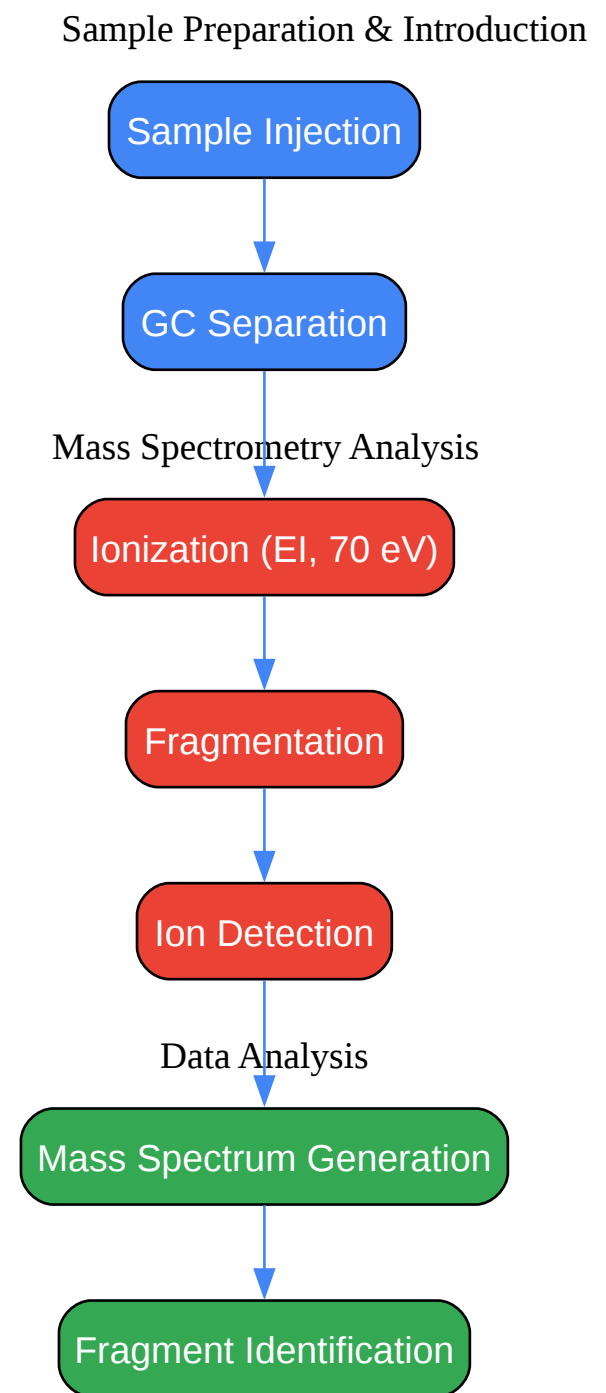 Sample Preparation & Introduction
Sample Injection
GC Separation
Mass Spectrometry Analysis
Ionization (EI, 70 eV)
Fragmentation
Ion Detection
Data Analysis
Mass Spectrum Generation
Fragment Identification